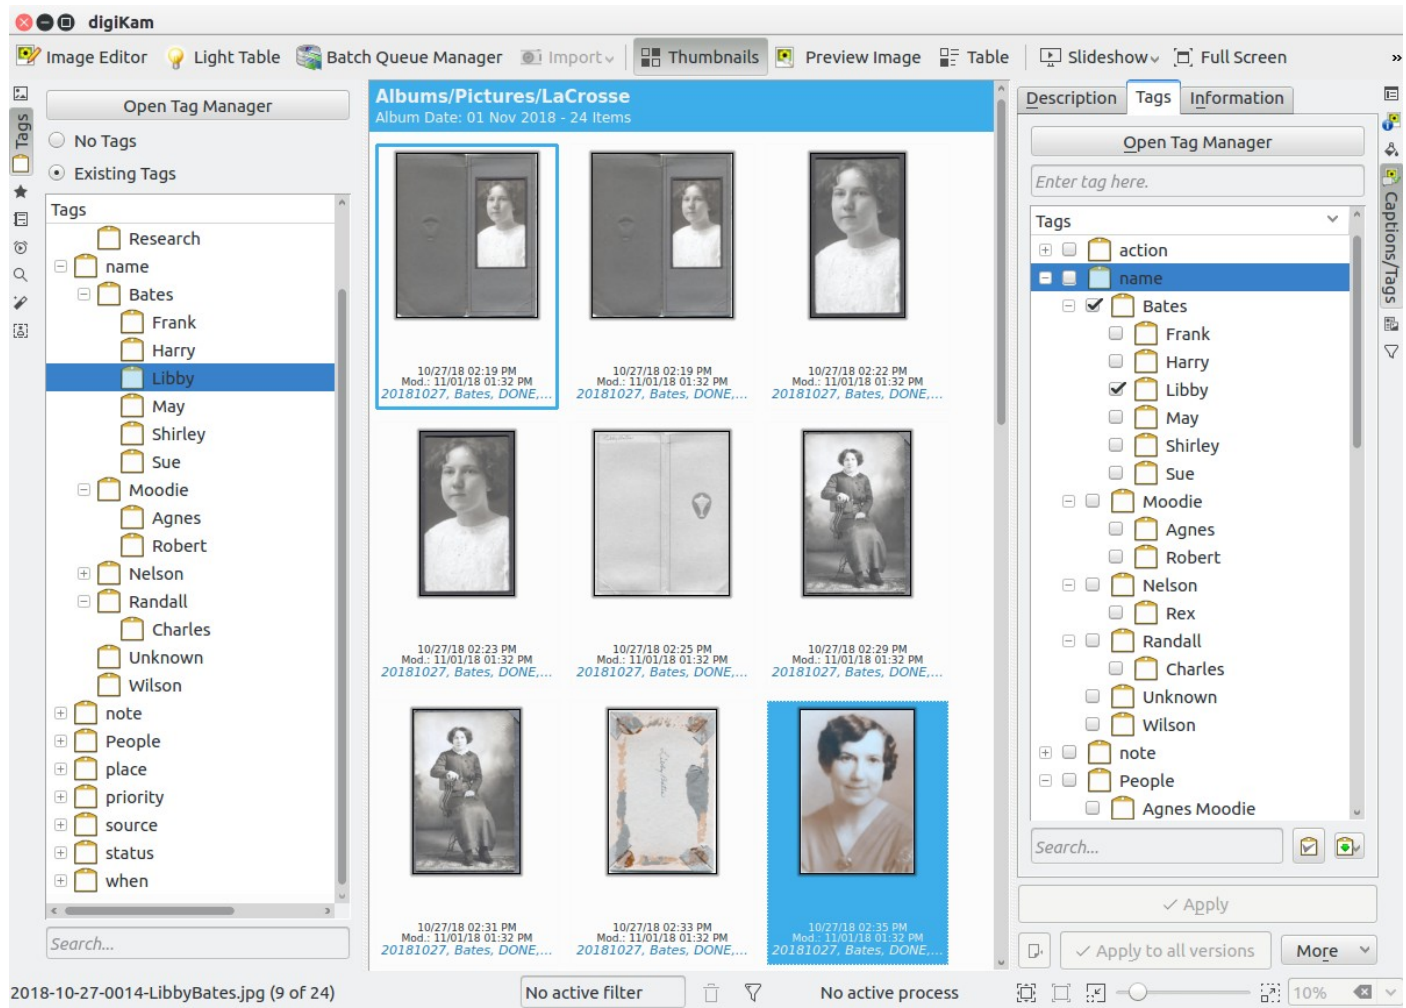 digiKam
Image Editor Light Table Batch Queue Manager Import Thumbnails Preview Image Table Slideshow Full Screen »
Tags
Open Tag Manager
No Tags
Existing Tags
Tags
Research
name
Bates
Frank
Harry
Libby
May
Shirley
Sue
Moodie
Agnes
Robert
Nelson
Randall
Charles
Unknown
Wilson
note
People
place
priority
source
status
when
Search...
Albums/Pictures/LaCrosse
Album Date: 01 Nov 2018 - 24 Items
10/27/18 02:19 PM
Mod.: 11/01/18 01:32 PM
20181027, Bates, DONE,...
10/27/18 02:19 PM
Mod.: 11/01/18 01:32 PM
20181027, Bates, DONE,...
10/27/18 02:22 PM
Mod.: 11/01/18 01:32 PM
20181027, Bates, DONE,...
10/27/18 02:23 PM
Mod.: 11/01/18 01:32 PM
20181027, Bates, DONE,...
10/27/18 02:25 PM
Mod.: 11/01/18 01:32 PM
20181027, Bates, DONE,...
10/27/18 02:29 PM
Mod.: 11/01/18 01:32 PM
20181027, Bates, DONE,...
10/27/18 02:31 PM
Mod.: 11/01/18 01:32 PM
20181027, Bates, DONE,...
Libby Bates
10/27/18 02:33 PM
Mod.: 11/01/18 01:32 PM
20181027, Bates, DONE,...
10/27/18 02:35 PM
Mod.: 11/01/18 01:32 PM
20181027, Bates, DONE,...
Description Tags Information
Open Tag Manager
Enter tag here.
Tags
action
name
Bates
Frank
Harry
Libby
May
Shirley
Sue
Moodie
Agnes
Robert
Nelson
Rex
Randall
Charles
Unknown
Wilson
note
People
Agnes Moodie
Search...
Apply
Apply to all versions More
Captions/Tags
2018-10-27-0014-LibbyBates.jpg (9 of 24) No active filter No active process 10%